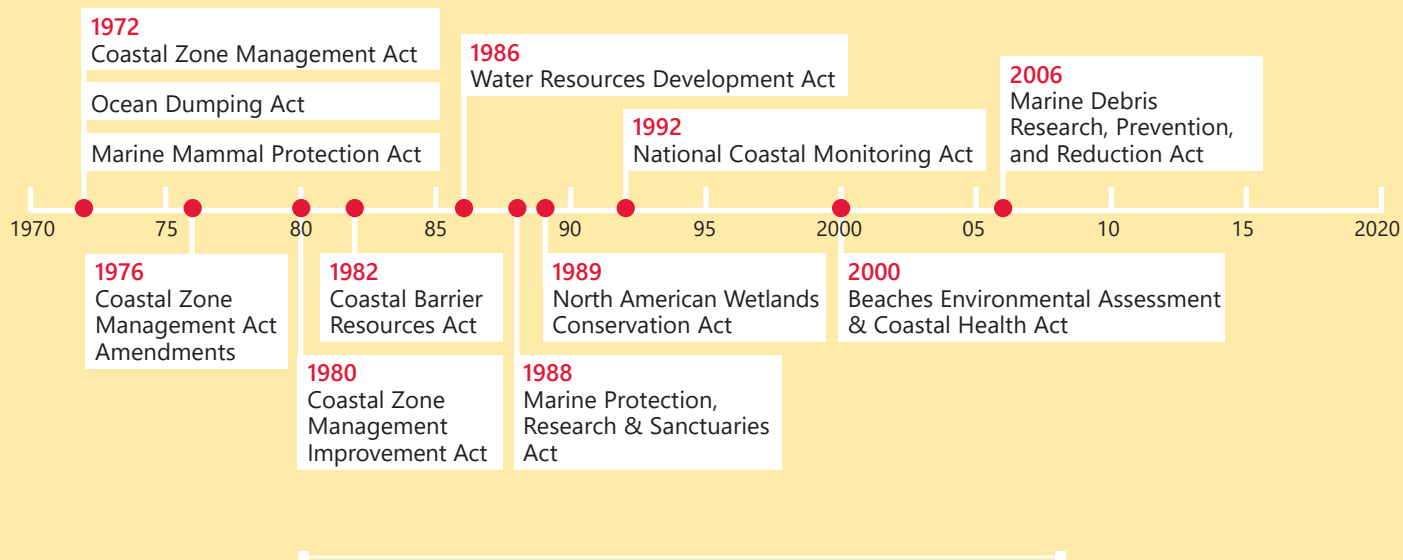 1972
Coastal Zone Management Act
Ocean Dumping Act
Marine Mammal Protection Act
1986
Water Resources Development Act
1992
National Coastal Monitoring Act
2006
Marine Debris
Research, Prevention,
and Reduction Act
1970 75 80 85 90 95 2000 05 10 15 2020
1976
Coastal Zone
Management Act
Amendments
1982
Coastal Barrier
Resources Act
1989
North American Wetlands
Conservation Act
2000
Beaches Environmental Assessment
& Coastal Health Act
1980
Coastal Zone
Management
Improvement Act
1988
Marine Protection,
Research & Sanctuaries
Act